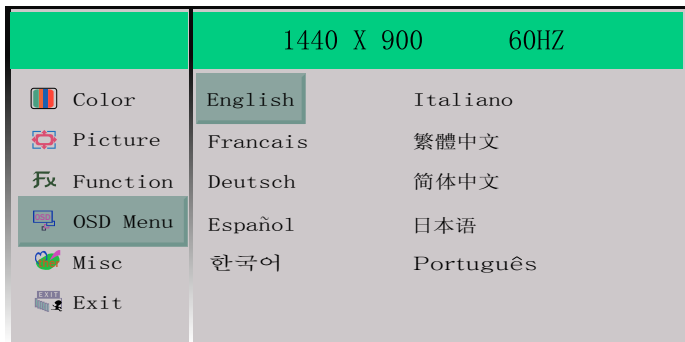 1440 X 900 60HZ
Color
Picture
Function
OSD Menu
Misc
Exit
English
Francais
Deutsch
Español
한국어
Italiano
繁體中文
简体中文
日本语
Português